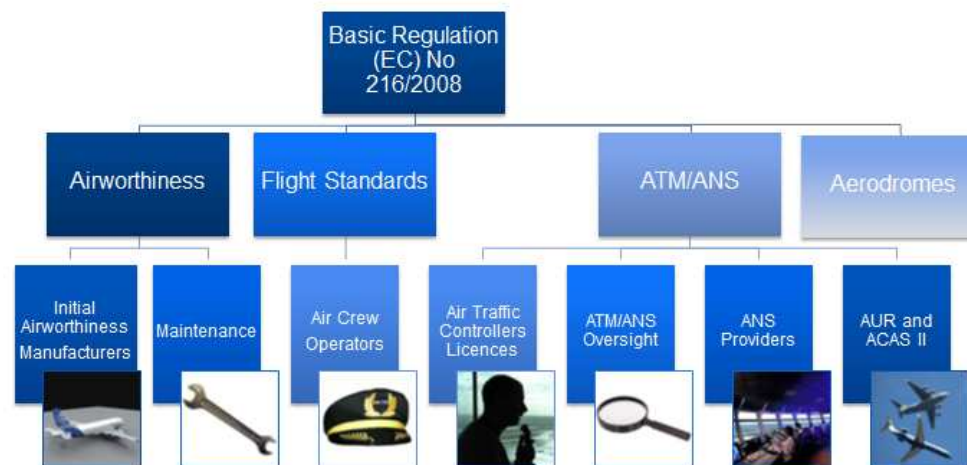 Basic Regulation
(EC) No
216/2008
Airworthiness
Flight Standards
ATM/ANS
Aerodromes
Initial
Airworthiness
Manufacturers
Maintenance
Air Crew
Operators
Air Traffic
Controllers
Licences
ATM/ANS
Oversight
ANS
Providers
AUR and
ACAS II